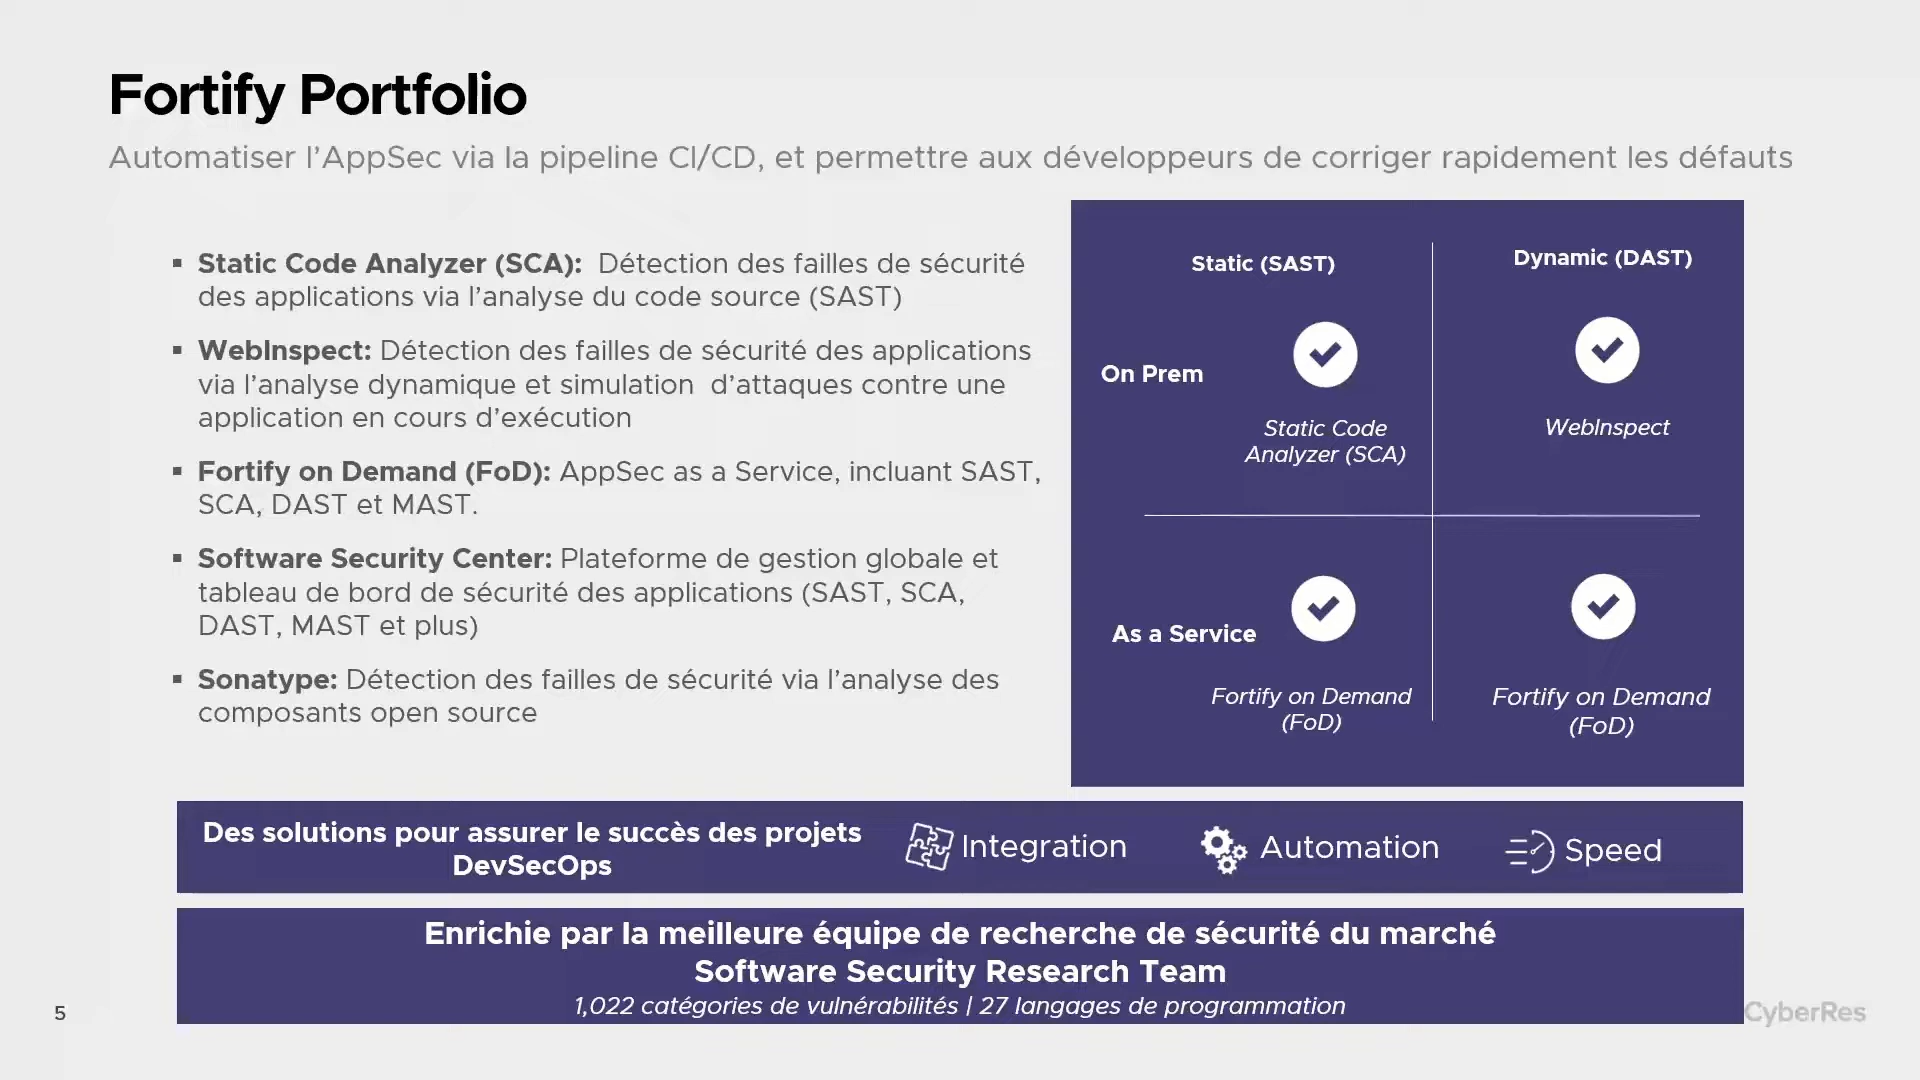 Fortify Portfolio
Automatiser l’AppSec via la pipeline CI/CD, et permettre aux développeurs de corriger rapidement les défauts
▪ Static Code Analyzer (SCA): Détection des failles de sécurité
des applications via l’analyse du code source (SAST)
▪ WebInspect: Détection des failles de sécurité des applications
via l’analyse dynamique et simulation d’attaques contre une
application en cours d’exécution
▪ Fortify on Demand (FoD): AppSec as a Service, incluant SAST,
SCA, DAST et MAST.
▪ Software Security Center: Plateforme de gestion globale et
tableau de bord de sécurité des applications (SAST, SCA,
DAST, MAST et plus)
▪ Sonatype: Détection des failles de sécurité via l’analyse des
composants open source
Static (SAST)
Dynamic (DAST)
On Prem
Static Code
Analyzer (SCA)
WebInspect
As a Service
Fortify on Demand
(FoD)
Fortify on Demand
(FoD)
Des solutions pour assurer le succès des projets
DevSecOps
Integration
Automation
Speed
Enrichie par la meilleure équipe de recherche de sécurité du marché
Software Security Research Team
1,022 catégories de vulnérabilités | 27 langages de programmation
5
CyberRes